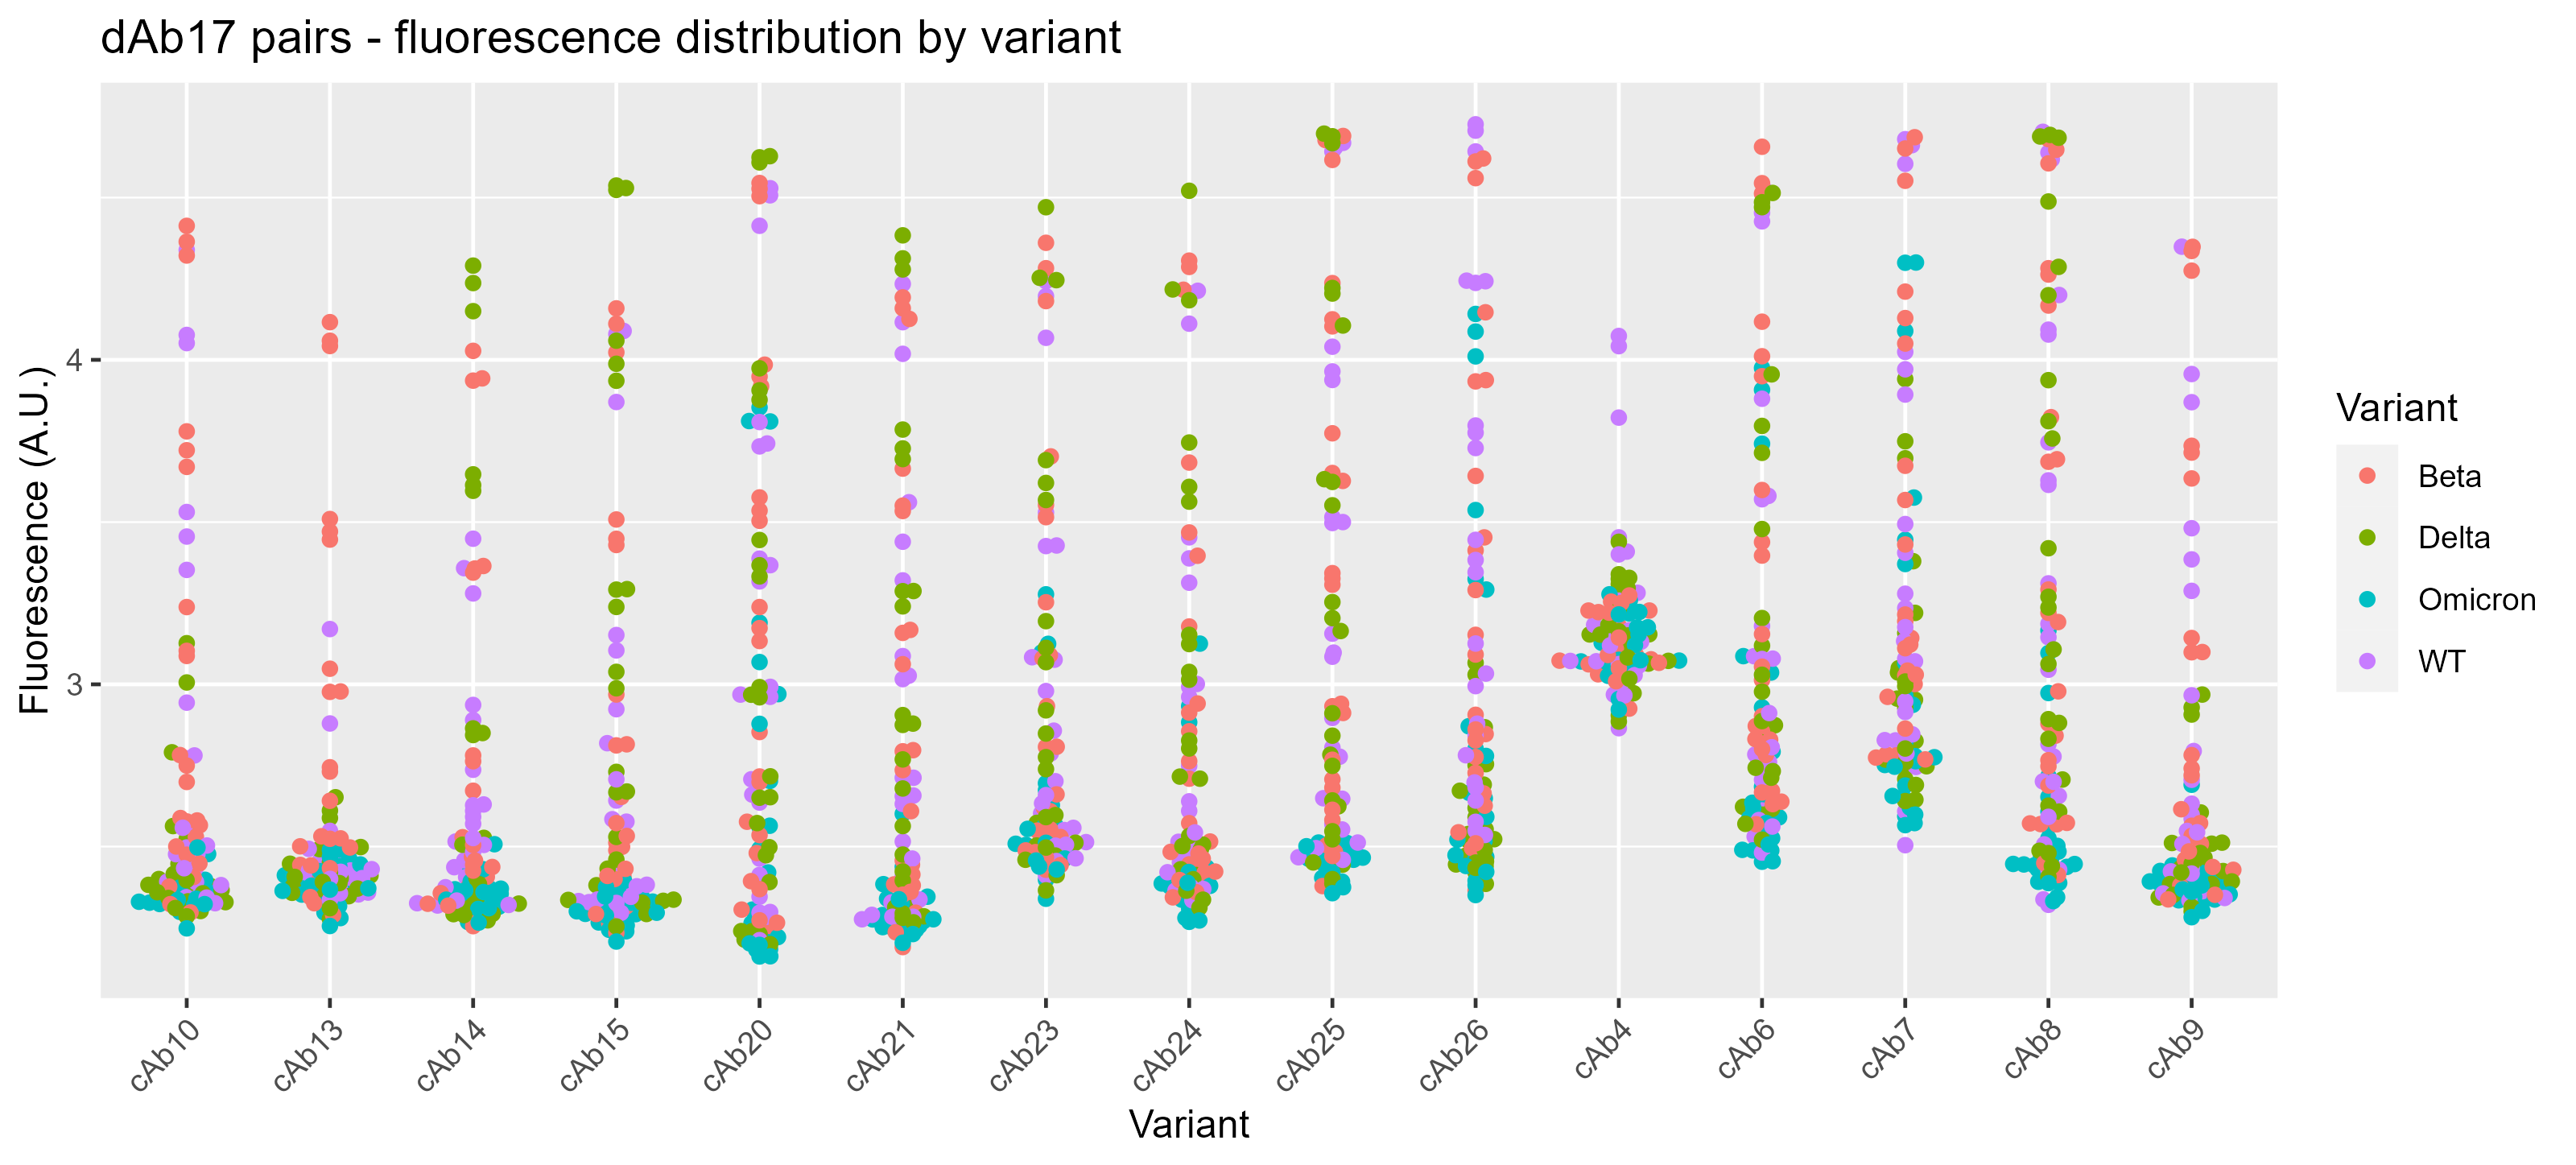 dAb17 pairs - fluorescence distribution by variant
Fluorescence (A.U.)
4
3
cAb10
cAb13
cAb14
cAb15
cAb20
cAb21
cAb23
cAb24
cAb25
cAb26
cAb4
cAb6
cAb7
cAb8
cAb9
Variant
Variant
Beta
Delta
Omicron
WT